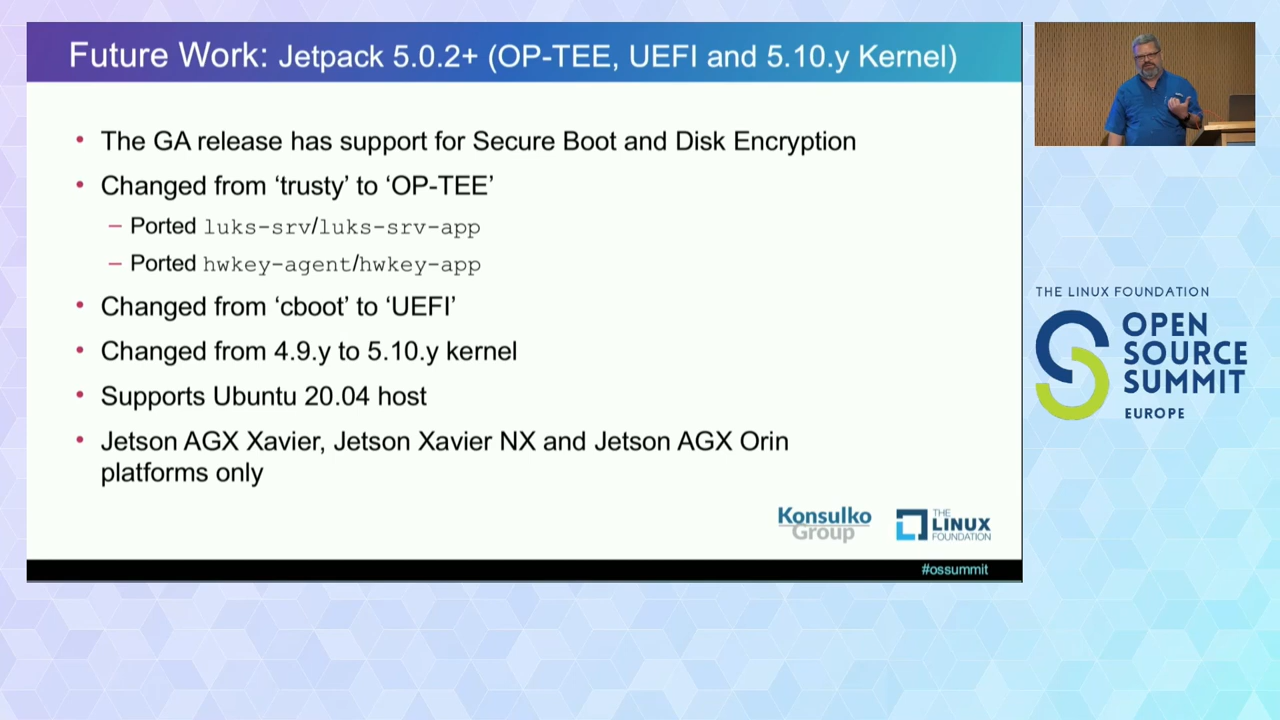 Future Work: Jetpack 5.0.2+ (OP-TEE, UEFI and 5.10.y Kernel)
• The GA release has support for Secure Boot and Disk Encryption
• Changed from ‘trusty’ to ‘OP-TEE’
– Ported luks-srv/luks-srv-app
– Ported hwkey-agent/hwkey-app
• Changed from ‘cboot’ to ‘UEFI’
• Changed from 4.9.y to 5.10.y kernel
• Supports Ubuntu 20.04 host
• Jetson AGX Xavier, Jetson Xavier NX and Jetson AGX Orin
platforms only
Konsulko
Group
THE
LINUX
FOUNDATION
#ossummit
THE LINUX FOUNDATION
OPEN
SOURCE
SUMMIT
EUROPE